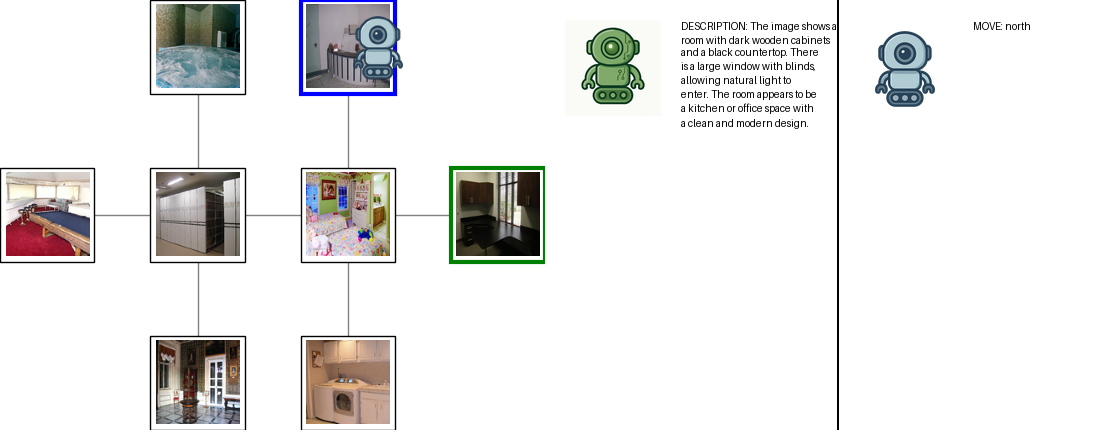 DESCRIPTION: The image shows a
room with dark wooden cabinets
and a black countertop. There
is a large window with blinds,
allowing natural light to
enter. The room appears to be
a kitchen or office space with
a clean and modern design.
MOVE: north